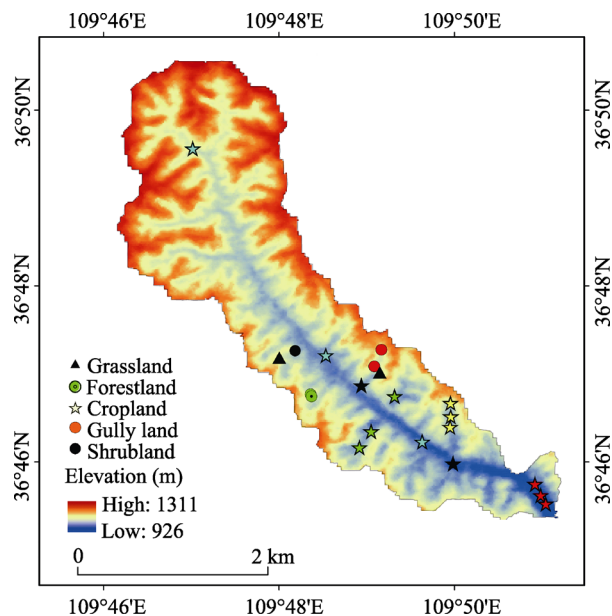 109°46'E 109°48'E 109°50'E
36°50'N 36°50'N
36°48'N 36°48'N
36°46'N 36°46'N
Grassland
Forestland
Cropland
Gully land
Shrubland
Elevation (m)
High: 1311
Low: 926
0 2 km
109°46'E 109°48'E 109°50'E